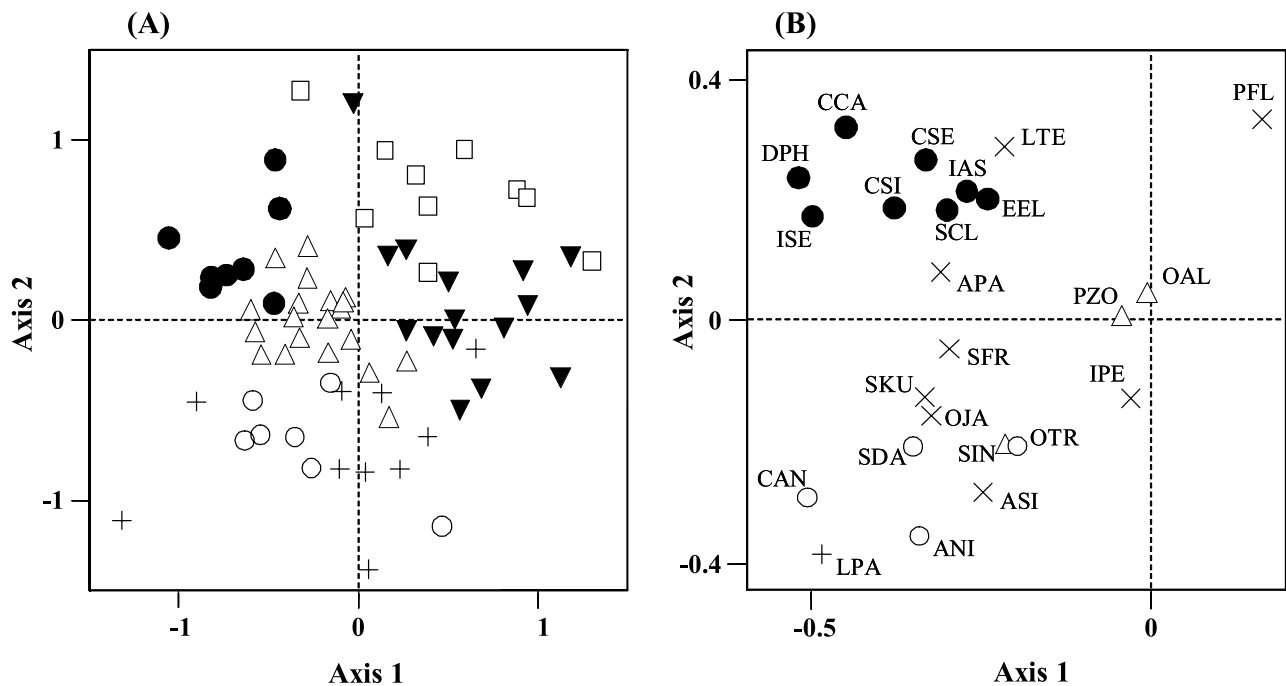 (A)
1
0
-1
Axis 2
-1
0
1
Axis 1
(B)
0.4
0
-0.4
Axis 2
CCA
PFL
CSE
LTE
DPH
IAS
CSI
EEL
ISE
SCL
APA
OAL
PZO
SFR
IPE
SKU
OJA
SDA
SIN
OTR
CAN
ASI
ANI
LPA
-0.5
0
Axis 1